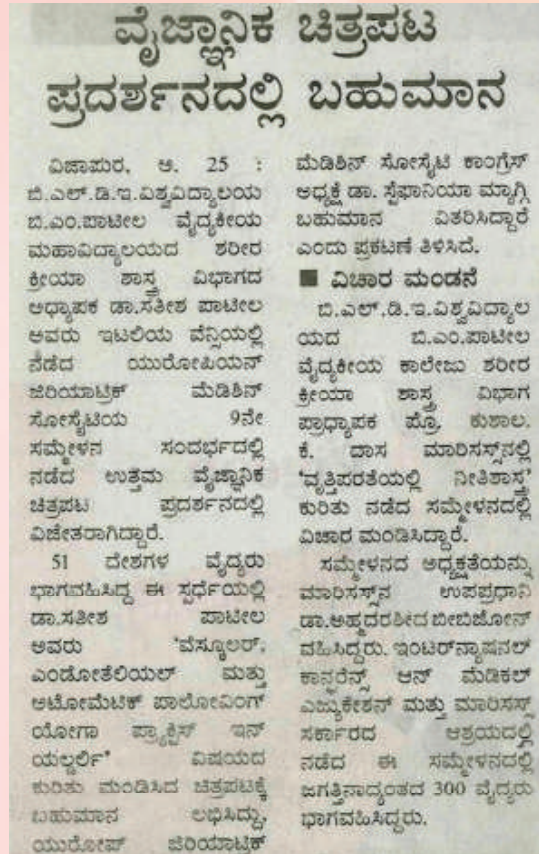 ವೈಜ್ಞಾನಿಕ ಚಿತ್ರಪಟ
ಪ್ರದರ್ಶನದಲ್ಲಿ ಬಹುಮಾನ
ವಿಜಾಪುರ, ಆ. 25 :
ಬಿ.ಎಲ್.ಡಿ.ಇ.ವಿಶ್ವವಿದ್ಯಾಲಯ
ಬಿ.ಎಂ.ಪಾಟೀಲ ವೈದ್ಯಕೀಯ
ಮಹಾವಿದ್ಯಾಲಯದ ಶರೀರ
ಕ್ರೀಯಾ ಶಾಸ್ತ್ರ ವಿಭಾಗದ
ಅಧ್ಯಾಪಕ ಡಾ.ಸತೀಶ ಪಾಟೀಲ
ಅವರು ಇಟಲಿಯ ವೆನ್ಸಿಯಲ್ಲಿ
ನಡೆದ ಯುರೋಪಿಯನ್
ಜಿರಿಯಾಟ್ರಿಕ್ ಮೆಡಿಶಿನ್
ಸೋಸೈಟಿಯ 9ನೇ
ಸಮ್ಮೇಳನ ಸಂದರ್ಭದಲ್ಲಿ
ನಡೆದ ಉತ್ತಮ ವೈಜ್ಞಾನಿಕ
ಚಿತ್ರಪಟ ಪ್ರದರ್ಶನದಲ್ಲಿ
ವಿಜೇತರಾಗಿದ್ದಾರೆ.
51 ದೇಶಗಳ ವೈದ್ಯರು
ಭಾಗವಹಿಸಿದ್ದ ಈ ಸ್ಪರ್ಧೆಯಲ್ಲಿ
ಡಾ.ಸತೀಶ ಪಾಟೀಲ
ಅವರು 'ವೆಸ್ಕೂಲರ್,
ಎಂಡೋತೆಲಿಯಲ್ ಮತ್ತು
ಅಟೋಮೆಟಿಕ್ ಪಾಲೋವಿಂಗ್
ಯೋಗಾ ಪ್ರ್ಯಾಕ್ಟಿಸ್ ಇನ್
ಯಲ್ಡರ್ಲಿ' ವಿಷಯದ
ಕುರಿತು ಮಂಡಿಸಿದ ಚಿತ್ರಪಟಕ್ಕೆ
ಬಹುಮಾನ ಲಭಿಸಿದ್ದು,
ಯುರೋಪ್ ಜಿರಿಯಾಟ್ರಿಕ್
ಮೆಡಿಶಿನ್ ಸೋಸೈಟಿ ಕಾಂಗ್ರೆಸ್
ಅಧ್ಯಕ್ಷೆ ಡಾ. ಸ್ಟೆಫಾನಿಯಾ ಮ್ಯಾಗ್ಗಿ
ಬಹುಮಾನ ವಿತರಿಸಿದ್ದಾರೆ
ಎಂದು ಪ್ರಕಟಣೆ ತಿಳಿಸಿದೆ.
■ ವಿಚಾರ ಮಂಡನೆ
ಬಿ.ಎಲ್.ಡಿ.ಇ.ವಿಶ್ವವಿದ್ಯಾಲ
ಯದ ಬಿ.ಎಂ.ಪಾಟೀಲ
ವೈದ್ಯಕೀಯ ಕಾಲೇಜು ಶರೀರ
ಕ್ರೀಯಾ ಶಾಸ್ತ್ರ ವಿಭಾಗ
ಪ್ರಾಧ್ಯಾಪಕ ಪ್ರೊ. ಕುಶಾಲ.
ಕೆ. ದಾಸ ಮಾರಿಸಸ್ಸ್‌ನಲ್ಲಿ
'ವೃತ್ತಿಪರತೆಯಲ್ಲಿ ನೀತಿಶಾಸ್ತ್ರ'
ಕುರಿತು ನಡೆದ ಸಮ್ಮೇಳನದಲ್ಲಿ
ವಿಚಾರ ಮಂಡಿಸಿದ್ದಾರೆ.
ಸಮ್ಮೇಳನದ ಅಧ್ಯಕ್ಷತೆಯನ್ನು
ಮಾರಿಸಸ್ಸ್‌ನ ಉಪಪ್ರಧಾನಿ
ಡಾ.ಅಹ್ಮದರಶೀದ ಬೀಬಿಜೋನ್
ವಹಿಸಿದ್ದರು. ಇಂಟರ್‌ನ್ಯಾಷನಲ್
ಕಾನ್ಫರೆನ್ಸ್ ಆನ್ ಮೆಡಿಕಲ್
ಎಜ್ಯುಕೇಶನ್ ಮತ್ತು ಮಾರಿಸಸ್ಸ್
ಸರ್ಕಾರದ ಆಶ್ರಯದಲ್ಲಿ
ನಡೆದ ಈ ಸಮ್ಮೇಳನದಲ್ಲಿ
ಜಗತ್ತಿನಾದ್ಯಂತದ 300 ವೈದ್ಯರು
ಭಾಗವಹಿಸಿದ್ದರು.